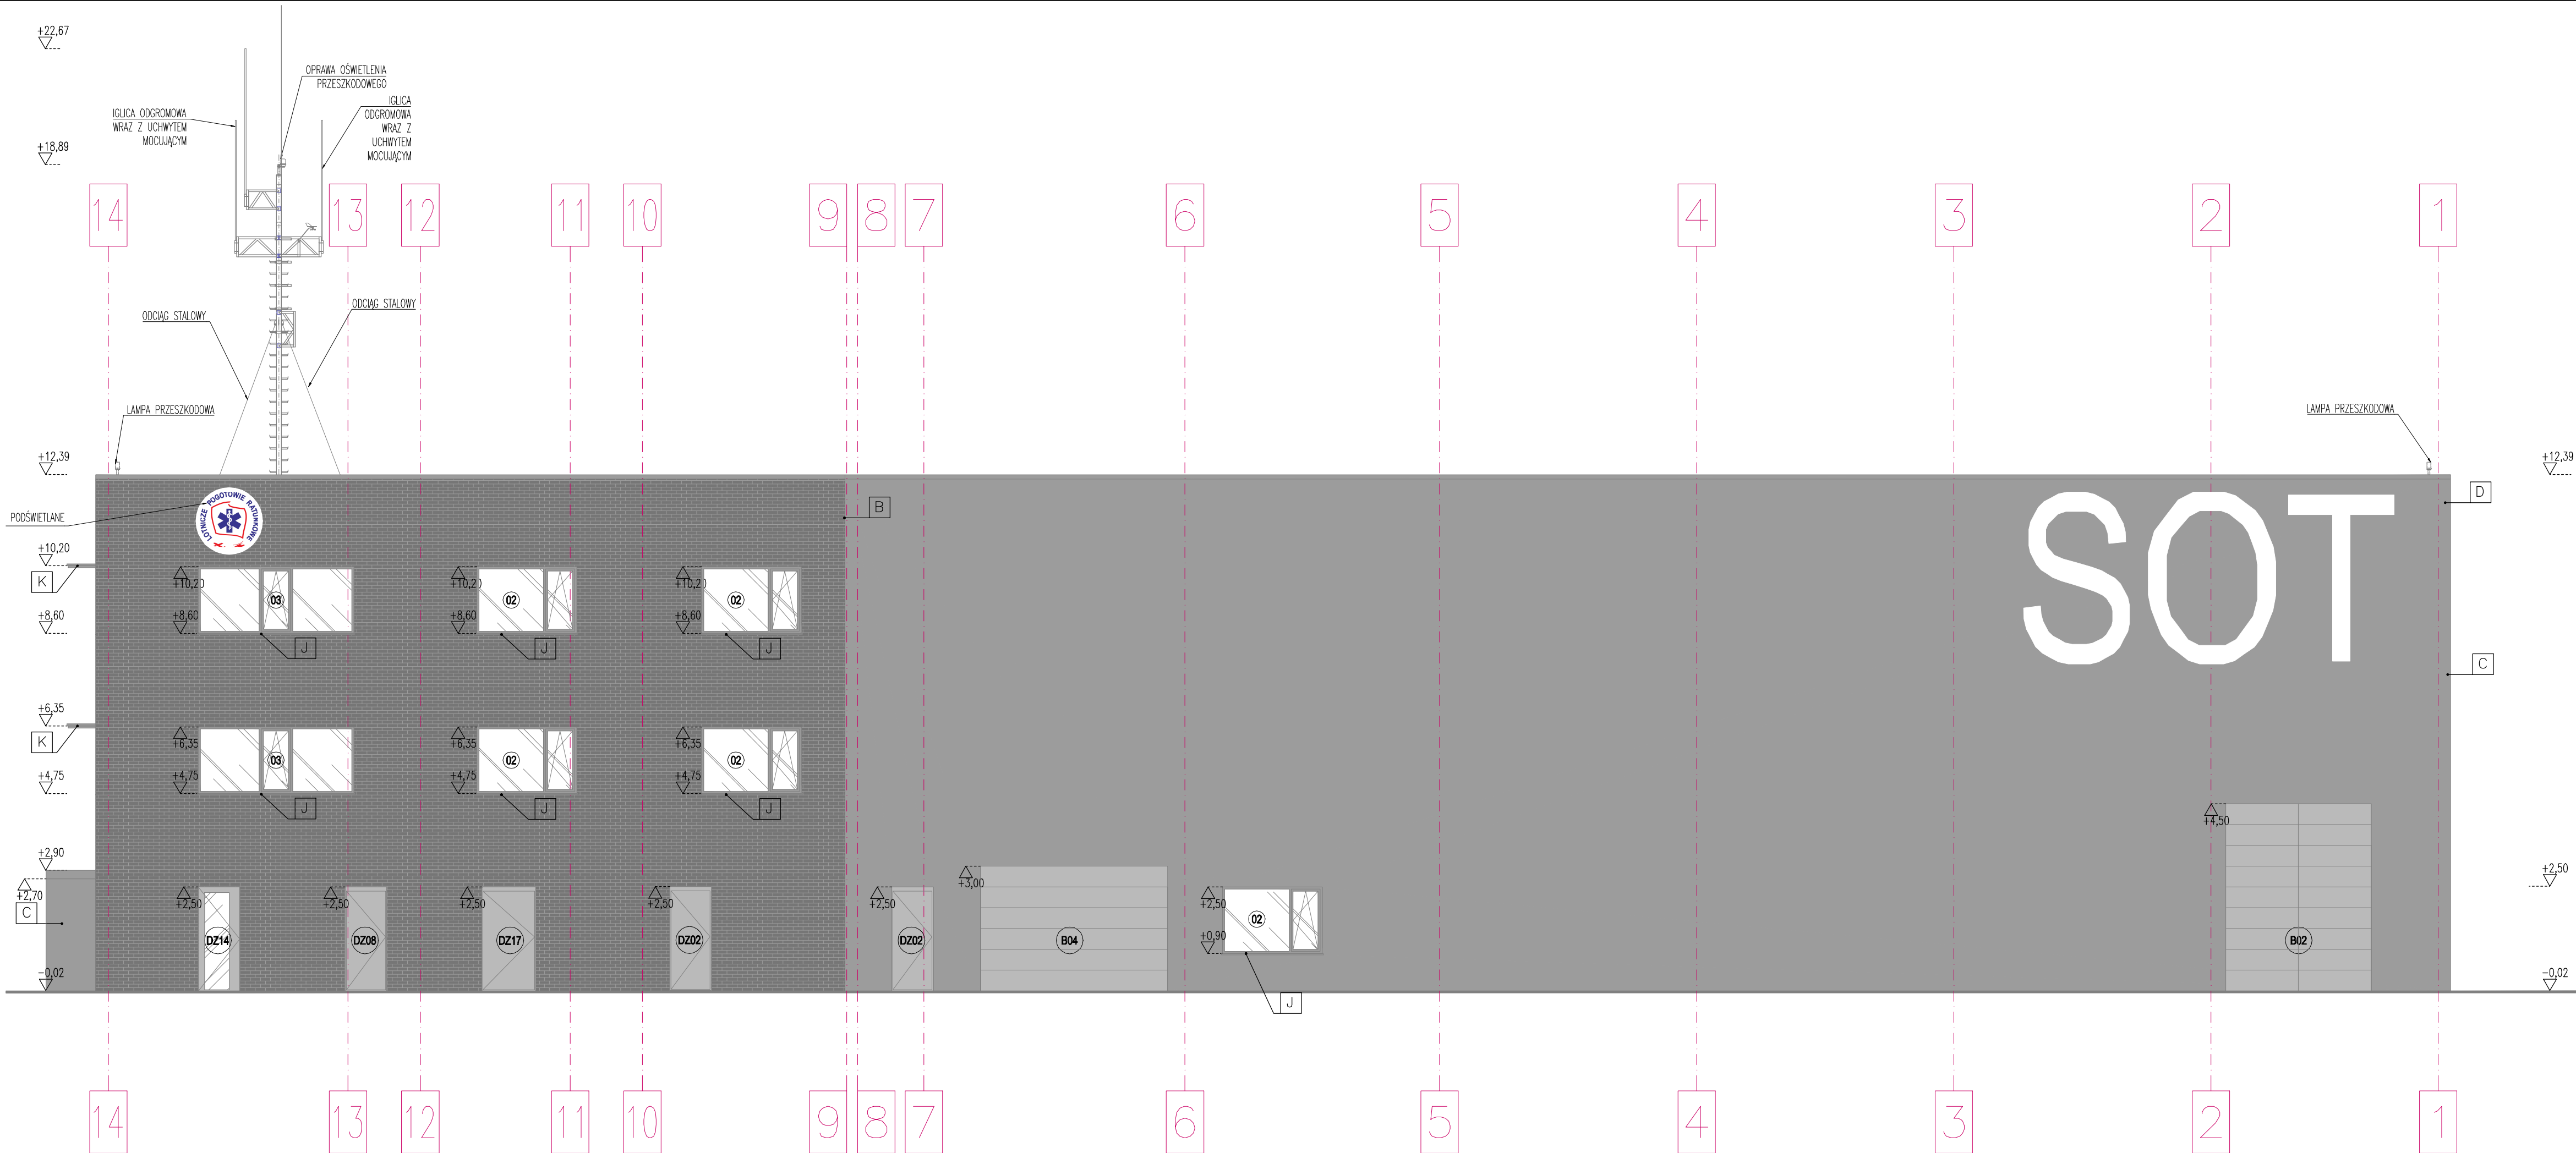 +22,67
OPRAWA OŚWIETLENIA
PRZESZKODOWEGO
IGLICA ODGROMOWA
WRAZ Z UCHWYTEM
MOCUJĄCYM
IGLICA
ODGROMOWA
WRAZ Z
UCHWYTEM
MOCUJĄCYM
+18,89
14 13 12 11 10 9 8 7 6 5 4 3 2 1
ODCIĄG STALOWY
ODCIĄG STALOWY
LAMPA PRZESZKODOWA
LAMPA PRZESZKODOWA
+12,39
+12,39
LOTNICZE POGOTOWIE RATUNKOWE
PODŚWIETLANE
B
SOT
D
+10,20
K
+10,20
03
+10,20
02
+10,20
02
+8,60
+8,60
+8,60
+8,60
J
J
J
C
+6,35
K
+6,35
03
+6,35
02
+6,35
02
+4,75
+4,75
+4,75
+4,75
J
J
J
+4,50
+2,90
+2,70
C
+3,00
+2,50
+2,50
+2,50
+2,50
+2,50
+2,50
+2,50
+2,50
02
+0,90
DZ14
DZ08
DZ17
DZ02
DZ02
B04
B02
-0,02
-0,02
J
14 13 12 11 10 9 8 7 6 5 4 3 2 1